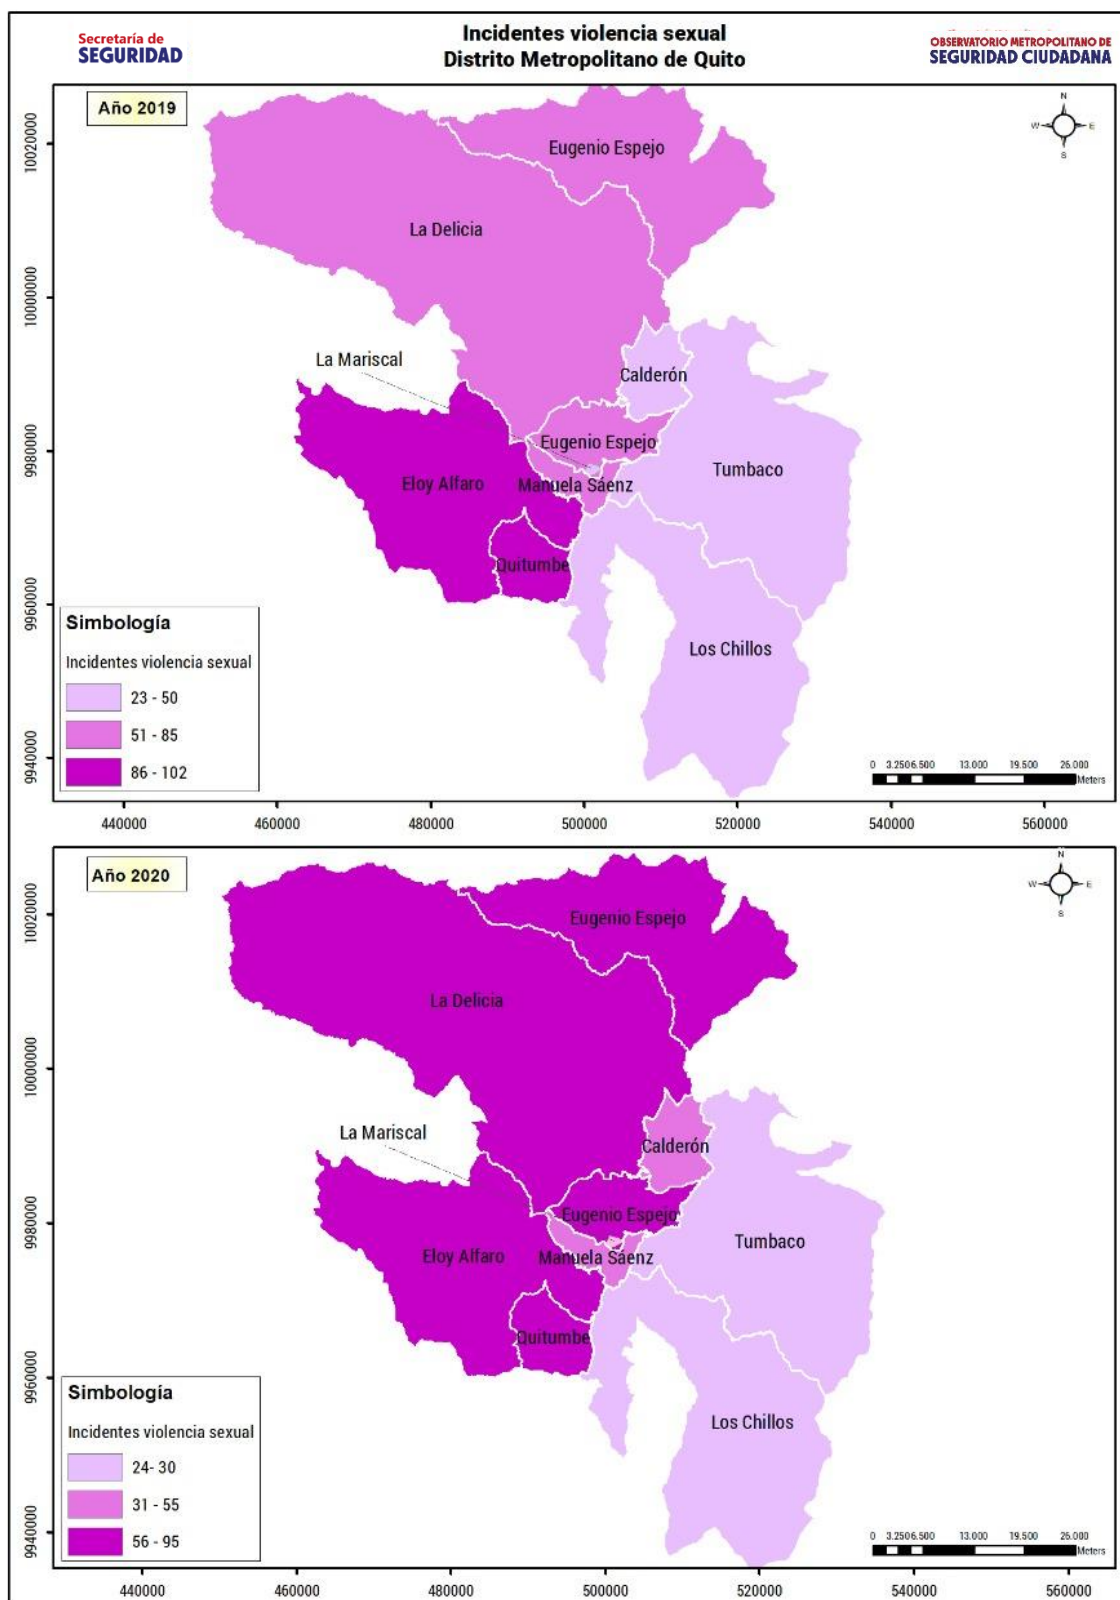 Secretaría de
SEGURIDAD
Incidentes violencia sexual
Distrito Metropolitano de Quito
OBSERVATORIO METROPOLITANO DE
SEGURIDAD CIUDADANA
Año 2019
N
W E
S
10020000
10000000
9980000
9960000
9940000
Eugenio Espejo
La Delicia
La Mariscal
Calderón
Eugenio Espejo
Tumbaco
Eloy Alfaro
Manuela Sáenz
Quitumbe
Los Chillos
Simbología
Incidentes violencia sexual
23 - 50
51 - 85
86 - 102
0 3.250 6.500 13.000 19.500 26.000
Meters
440000 460000 480000 500000 520000 540000 560000
Año 2020
N
W E
S
10020000
10000000
9980000
9960000
9940000
Eugenio Espejo
La Delicia
La Mariscal
Calderón
Eugenio Espejo
Tumbaco
Eloy Alfaro
Manuela Sáenz
Quitumbe
Los Chillos
Simbología
Incidentes violencia sexual
24- 30
31 - 55
56 - 95
0 3.250 6.500 13.000 19.500 26.000
Meters
440000 460000 480000 500000 520000 540000 560000